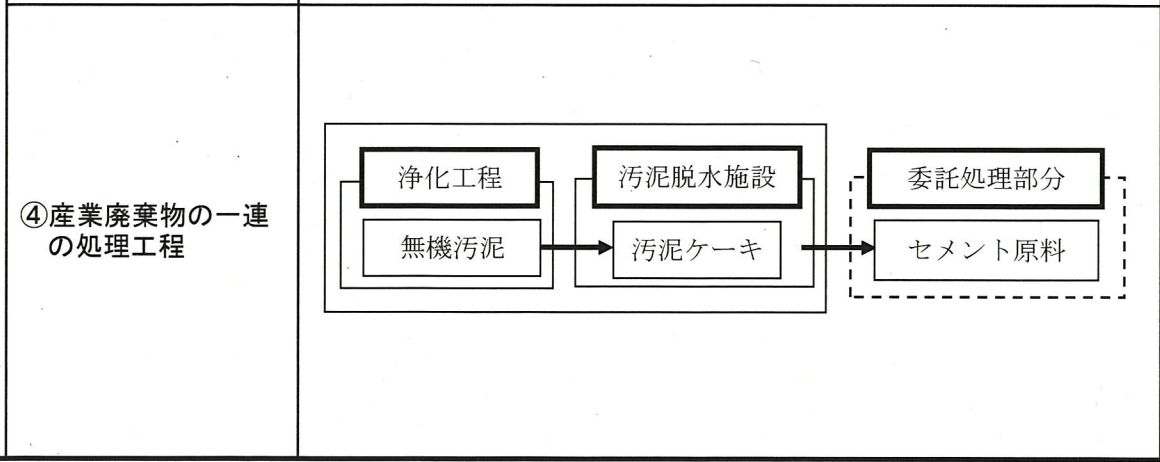 ④産業廃棄物の一連
の処理工程
浄化工程
汚泥脱水施設
委託処理部分
無機汚泥
汚泥ケーキ
セメント原料